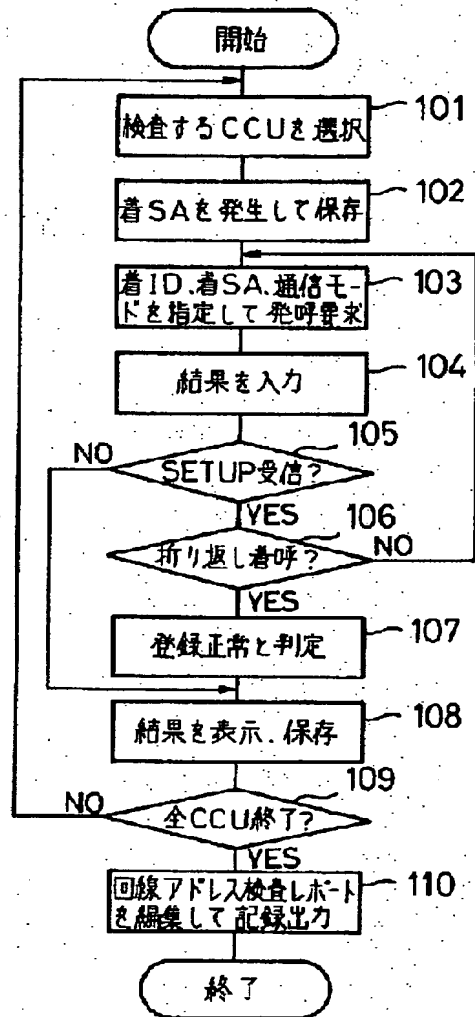 開始
検査するCCUを選択
101
着SAを発生して保存
102
着ID、着SA、通信モー
ドを指定して発呼要求
103
結果を入力
104
SETUP受信?
105
NO
YES
折り返し着呼?
106
NO
YES
登録正常と判定
107
結果を表示、保存
108
全CCU終了?
109
NO
YES
回線アドレス検査レポート
を編集して記録出力
110
終了